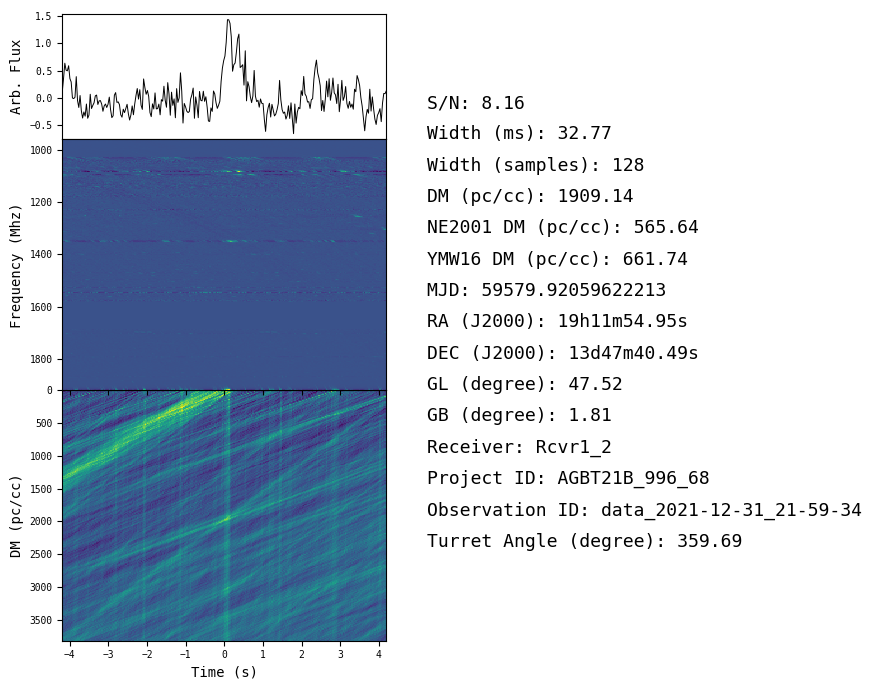 1.5
1.0
0.5
0.0
−0.5
Arb. Flux
1000
1200
1400
1600
1800
Frequency (Mhz)
0
500
1000
1500
2000
2500
3000
3500
DM (pc/cc)
−4 −3 −2 −1 0 1 2 3 4
Time (s)
S/N: 8.16
Width (ms): 32.77
Width (samples): 128
DM (pc/cc): 1909.14
NE2001 DM (pc/cc): 565.64
YMW16 DM (pc/cc): 661.74
MJD: 59579.92059622213
RA (J2000): 19h11m54.95s
DEC (J2000): 13d47m40.49s
GL (degree): 47.52
GB (degree): 1.81
Receiver: Rcvr1_2
Project ID: AGBT21B_996_68
Observation ID: data_2021-12-31_21-59-34
Turret Angle (degree): 359.69